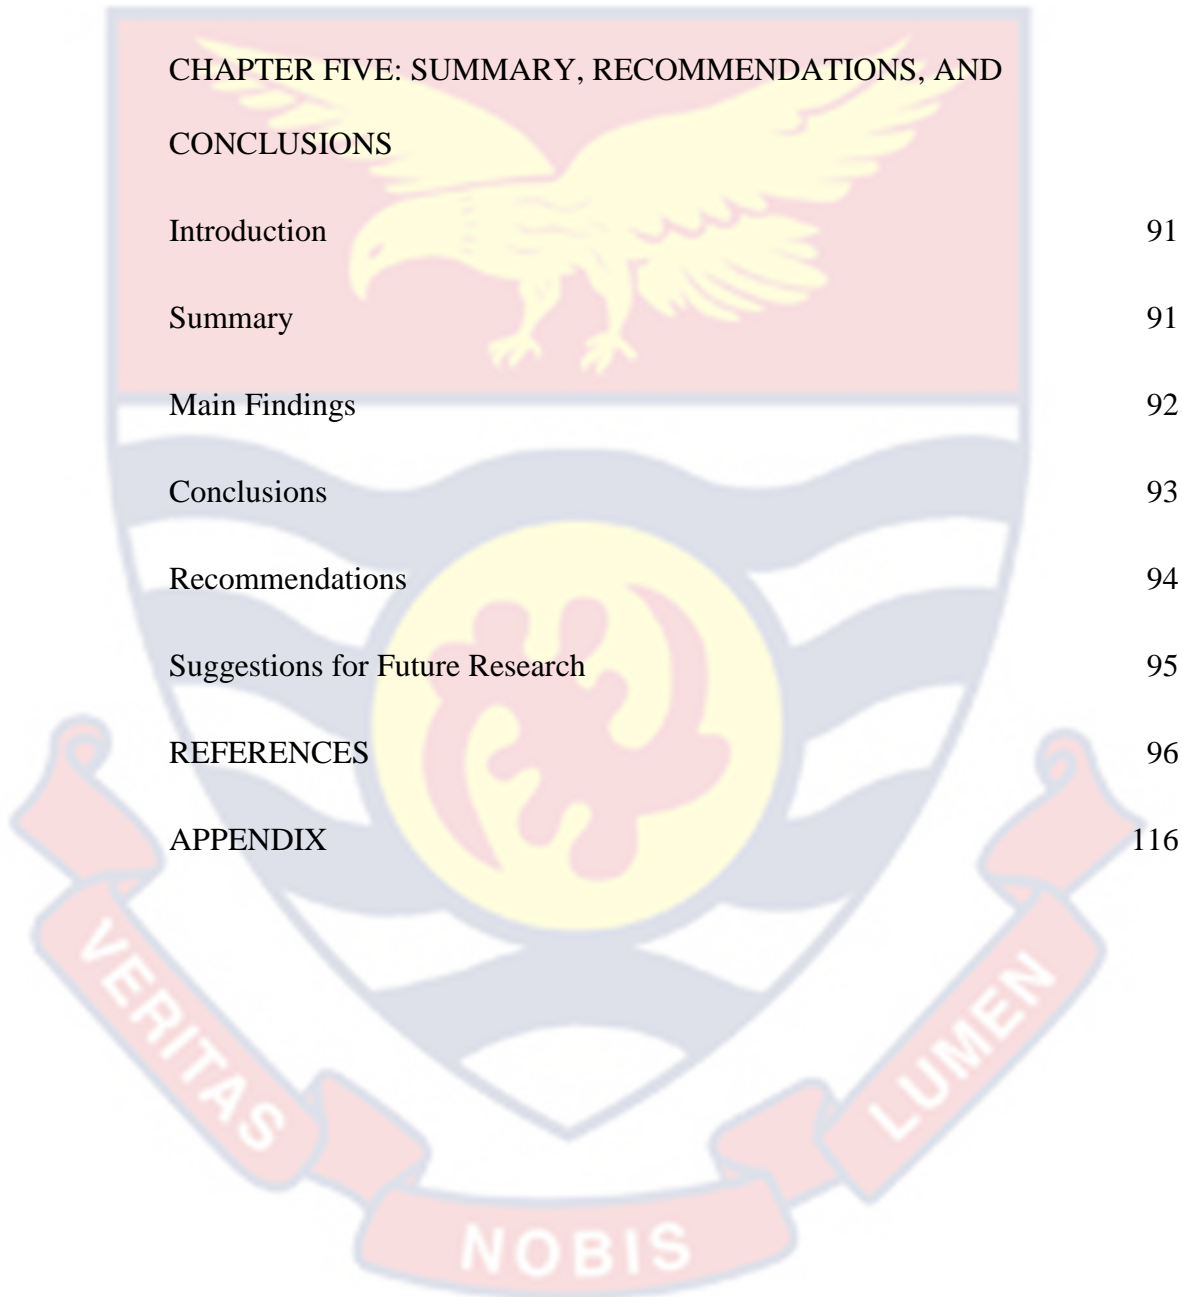 CHAPTER FIVE: SUMMARY, RECOMMENDATIONS, AND
CONCLUSIONS
Introduction 91
Summary 91
Main Findings 92
Conclusions 93
Recommendations 94
Suggestions for Future Research 95
REFERENCES 96
APPENDIX 116
VERITAS
NOBIS
LUMEN